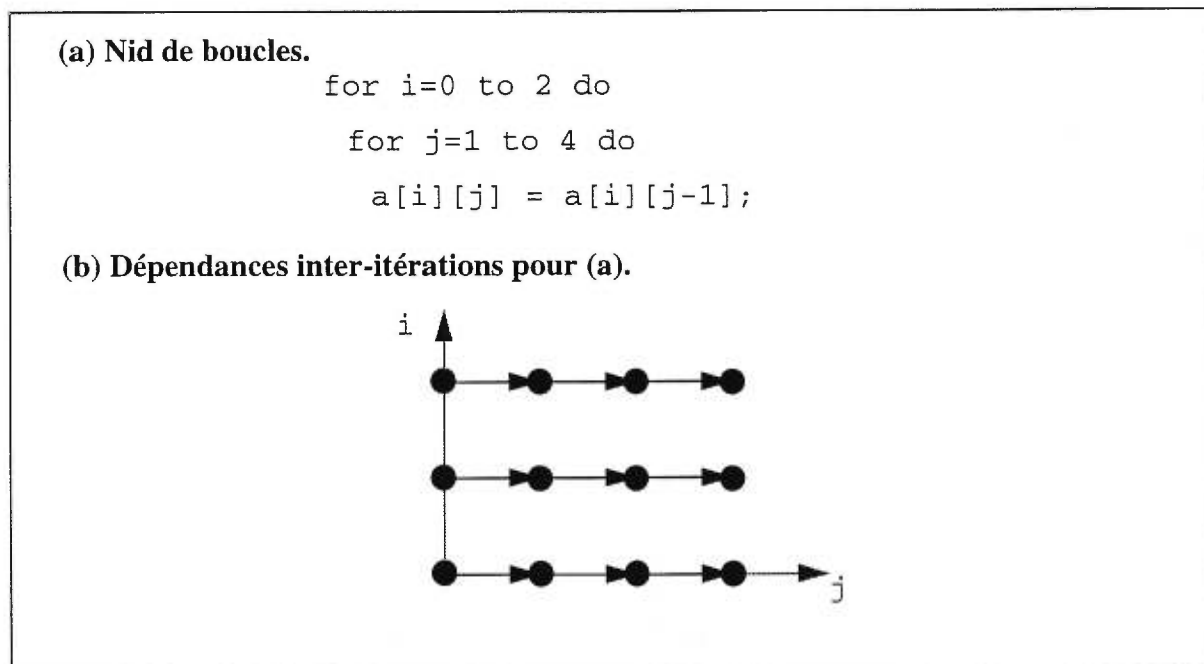 (a) Nid de boucles.
for i=0 to 2 do
for j=1 to 4 do
a[i][j] = a[i][j-1];
(b) Dépendances inter-itérations pour (a).
i
j